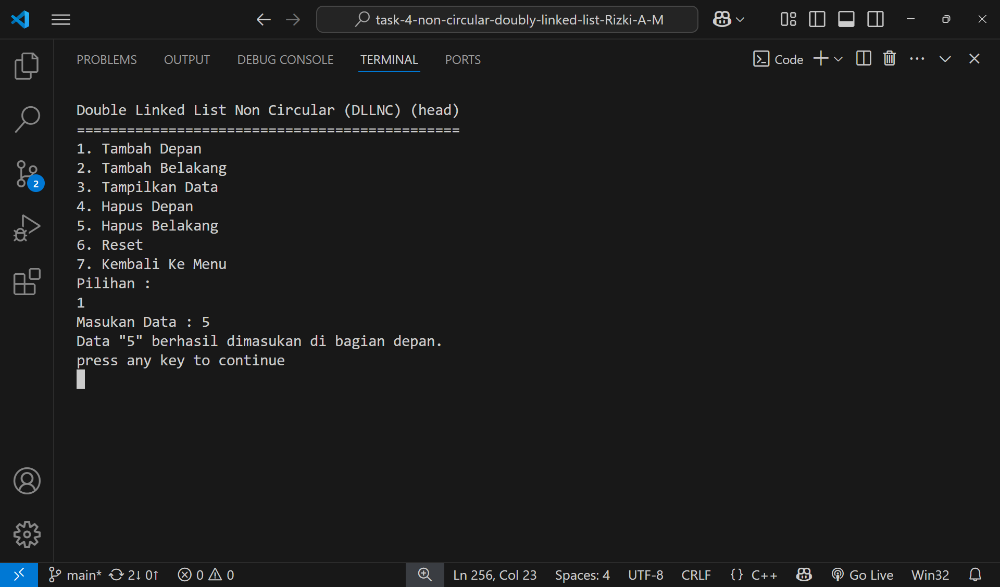 task-4-non-circular-doubly-linked-list-Rizki-A-M
PROBLEMS OUTPUT DEBUG CONSOLE TERMINAL PORTS Code
Double Linked List Non Circular (DLLNC) (head)
==============================================
1. Tambah Depan
2. Tambah Belakang
3. Tampilkan Data
4. Hapus Depan
5. Hapus Belakang
6. Reset
7. Kembali Ke Menu
Pilihan :
1
Masukan Data : 5
Data "5" berhasil dimasukan di bagian depan.
press any key to continue
2
main* 2↓ 0↑ 0 0 Ln 256, Col 23 Spaces: 4 UTF-8 CRLF {} C++ Go Live Win32